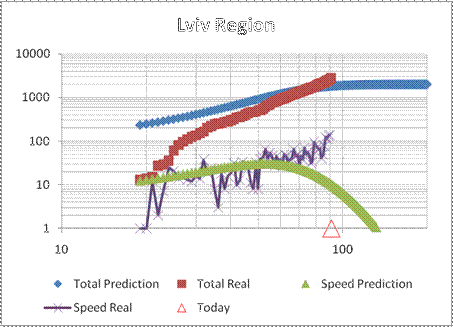 Lviv Region
10000
1000
100
10
1
10 100
Total Prediction Total Real Speed Prediction
Speed Real Today